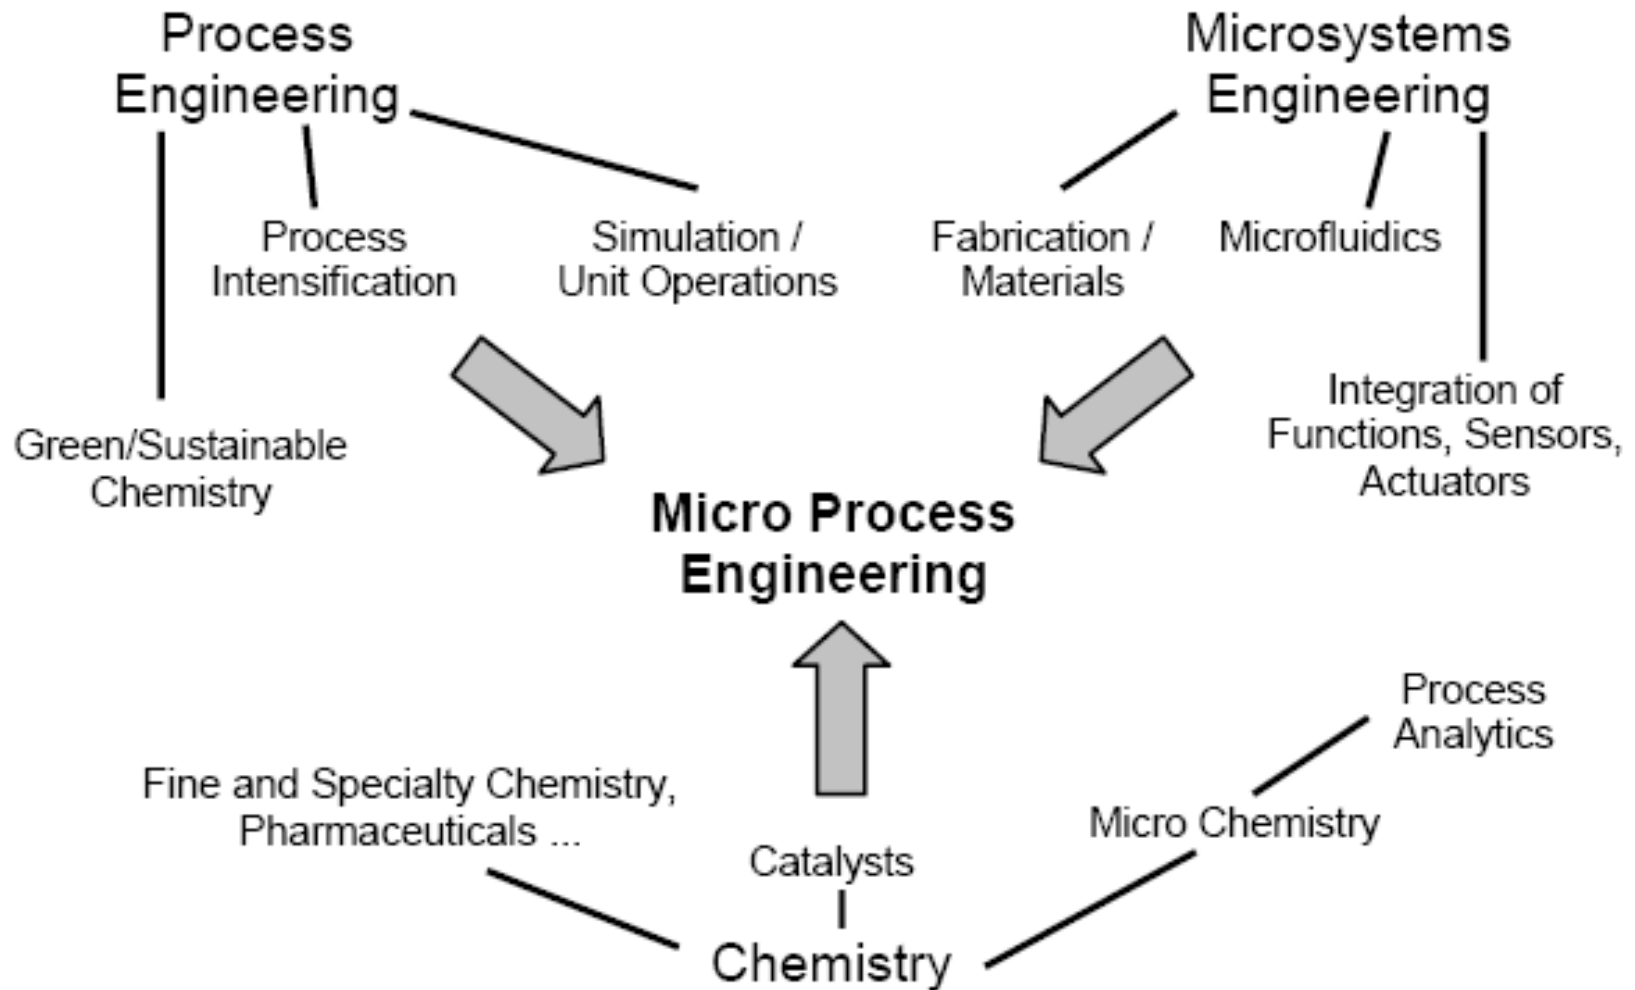 Process
Engineering
Microsystems
Engineering
Process
Intensification
Simulation /
Unit Operations
Fabrication /
Materials
Microfluidics
Green/Sustainable
Chemistry
Integration of
Functions, Sensors,
Actuators
Micro Process
Engineering
Process
Analytics
Fine and Specialty Chemistry,
Pharmaceuticals ...
Micro Chemistry
Catalysts
Chemistry